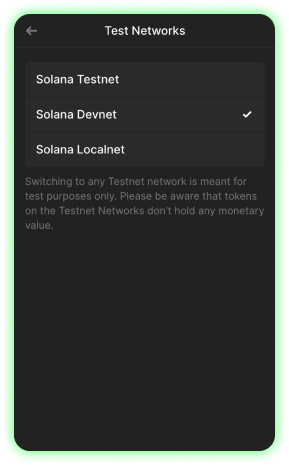 Test Networks
Solana Testnet
Solana Devnet
Solana Localnet
Switching to any Testnet network is meant for
test purposes only. Please be aware that tokens
on the Testnet Networks don't hold any monetary
value.